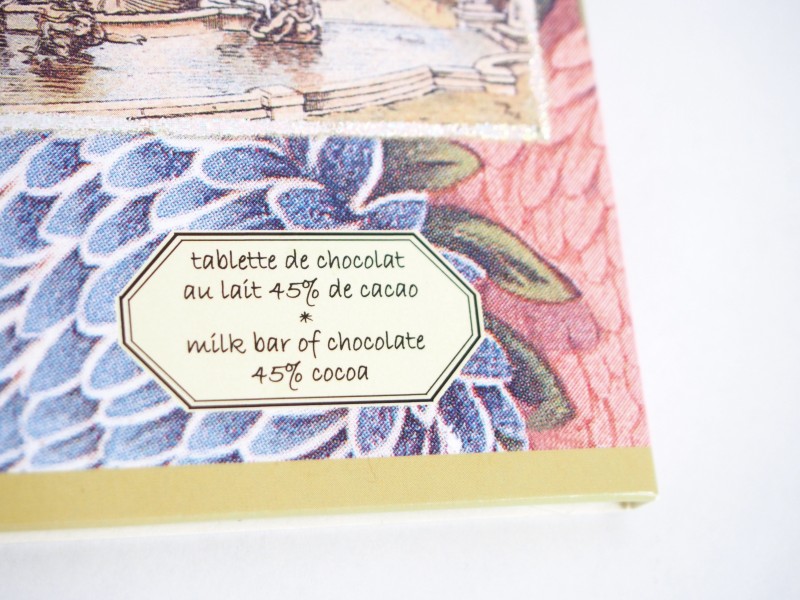 tablette de chocolat
au lait 45% de cacao
*
milk bar of chocolate
45% cocoa